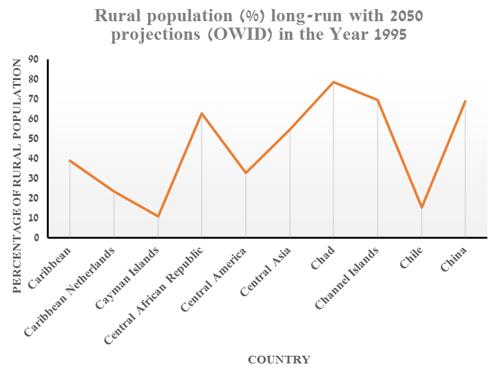 Rural population (%) long-run with 2050
projections (OWID) in the Year 1995
PERCENTAGE OF RURAL POPULATION
90
80
70
60
50
40
30
20
10
0
Caribbean
Caribbean Netherlands
Cayman Islands
Central African Republic
Central America
Central Asia
Chad
Channel Islands
Chile
China
COUNTRY